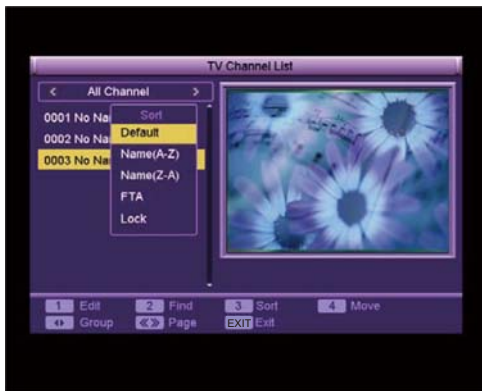 TV Channel List
< All Channel >
0001 No Na
0002 No Na
0003 No Na
Sort
Default
Name(A-Z)
Name(Z-A)
FTA
Lock
1 Edit 2 Find 3 Sort 4 Move
Group Page EXIT Exit